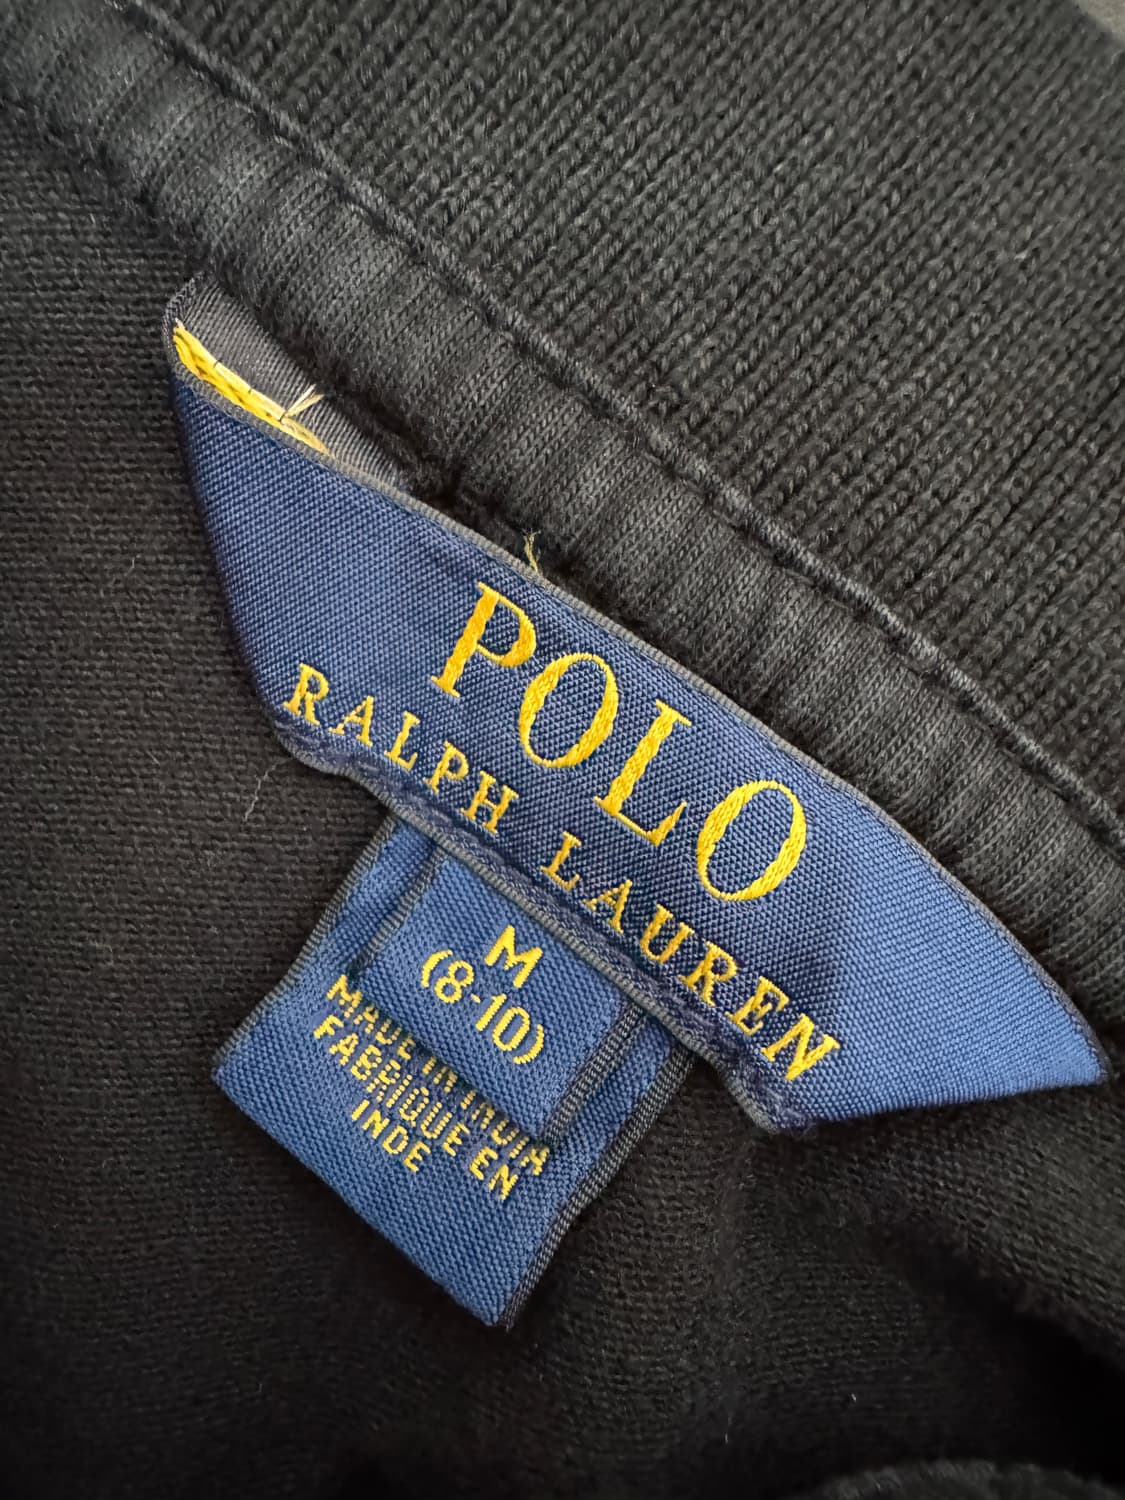 POLO
RALPH LAUREN
M
(8-10)
MADE IN INDIA
FABRIQUE EN
INDE